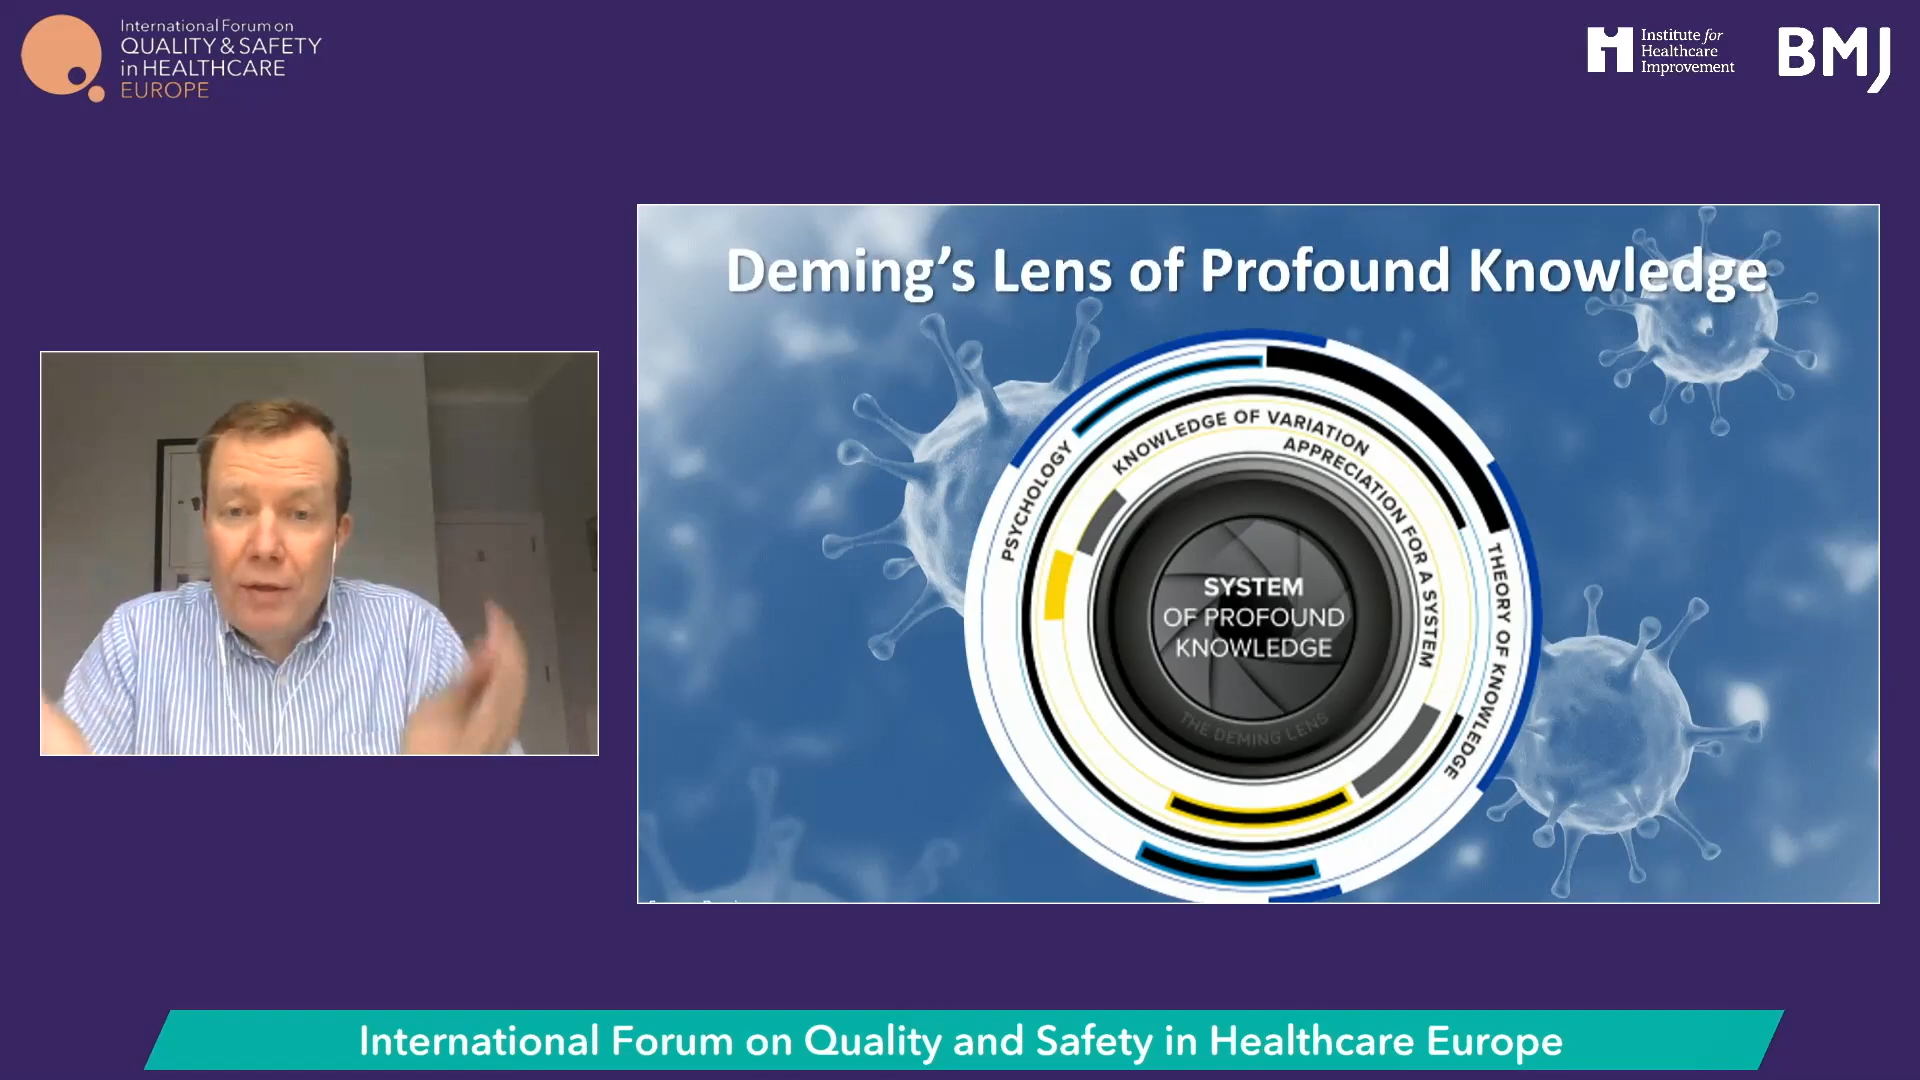 International Forum on
QUALITY & SAFETY
in HEALTHCARE
EUROPE
Institute for
Healthcare
Improvement
BMJ
Deming's Lens of Profound Knowledge
PSYCHOLOGY
KNOWLEDGE OF VARIATION
APPRECIATION FOR A SYSTEM
THEORY OF KNOWLEDGE
SYSTEM
OF PROFOUND
KNOWLEDGE
THE DEMING LENS
International Forum on Quality and Safety in Healthcare Europe